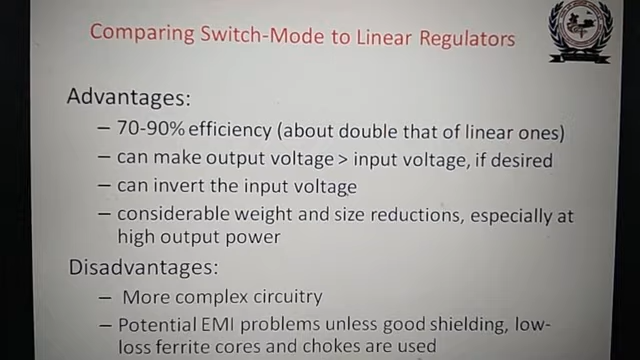 Comparing Switch-Mode to Linear Regulators
Advantages:
– 70-90% efficiency (about double that of linear ones)
– can make output voltage > input voltage, if desired
– can invert the input voltage
– considerable weight and size reductions, especially at
high output power
Disadvantages:
– More complex circuitry
– Potential EMI problems unless good shielding, low-
loss ferrite cores and chokes are used